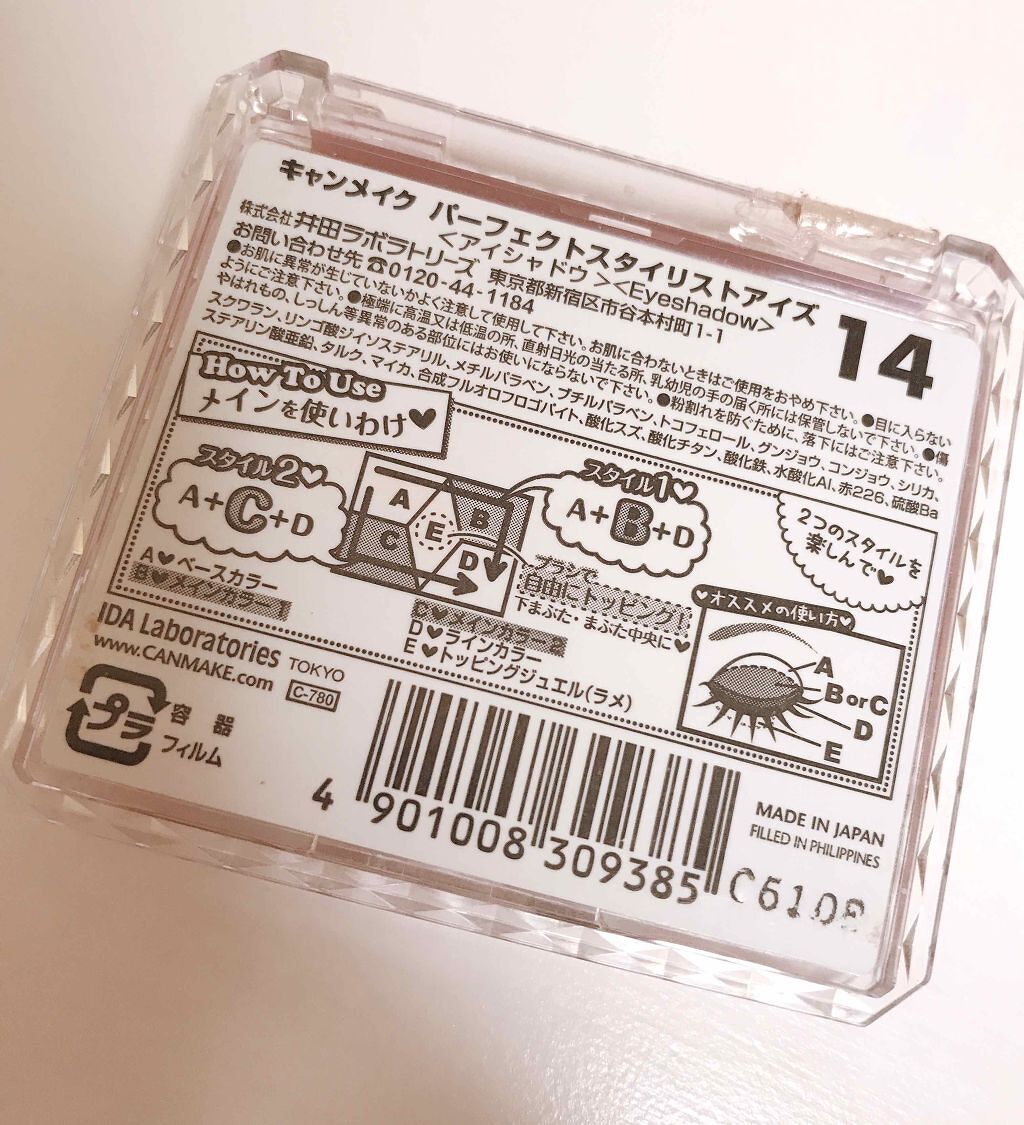 キャンメイク パーフェクトスタイリストアイズ
<アイシャドウ><Eyeshadow>
14
株式会社 井田ラボラトリーズ 東京都新宿区市谷本村町1-1
お問い合わせ先☎0120-44-1184
●お肌に異常が生じていないかよく注意して使用して下さい。お肌に合わないときはご使用をおやめ下さい。●目に入らない
ようにご注意下さい。●極端に高温又は低温の所、直射日光の当たる所、乳幼児の手の届く所には保管しないで下さい。●傷
やはれもの、しっしん等異常のある部位にはお使いにならないで下さい。●粉割れを防ぐために、落下にはご注意下さい。
スクワラン、リンゴ酸ジイソステアリル、メチルパラベン、ブチルパラベン、トコフェロール、グンジョウ、コンジョウ、シリカ、
ステアリン酸亜鉛、タルク、マイカ、合成フルオロフロゴパイト、酸化スズ、酸化チタン、酸化鉄、水酸化Al、赤226、硫酸Ba
How To Use
メインを使いわけ♥
スタイル2♡
A+C+D
A
B
C
D
E
スタイル1♡
A+B+D
2つのスタイルを
楽しんで♥
ブラシで
自由にトッピング!
下まぶた・まぶた中央に♥
A♥ベースカラー
B♥メインカラー1
C♥メインカラー2
D♥ラインカラー
E♥トッピングジュエル(ラメ)
♥オススメの使い方♥
A
B or C
D
E
IDA Laboratories TOKYO
www.CANMAKE.com C-780
プラ
容器
フィルム
4 901008 309385
MADE IN JAPAN
FILLED IN PHILIPPINES
C6108